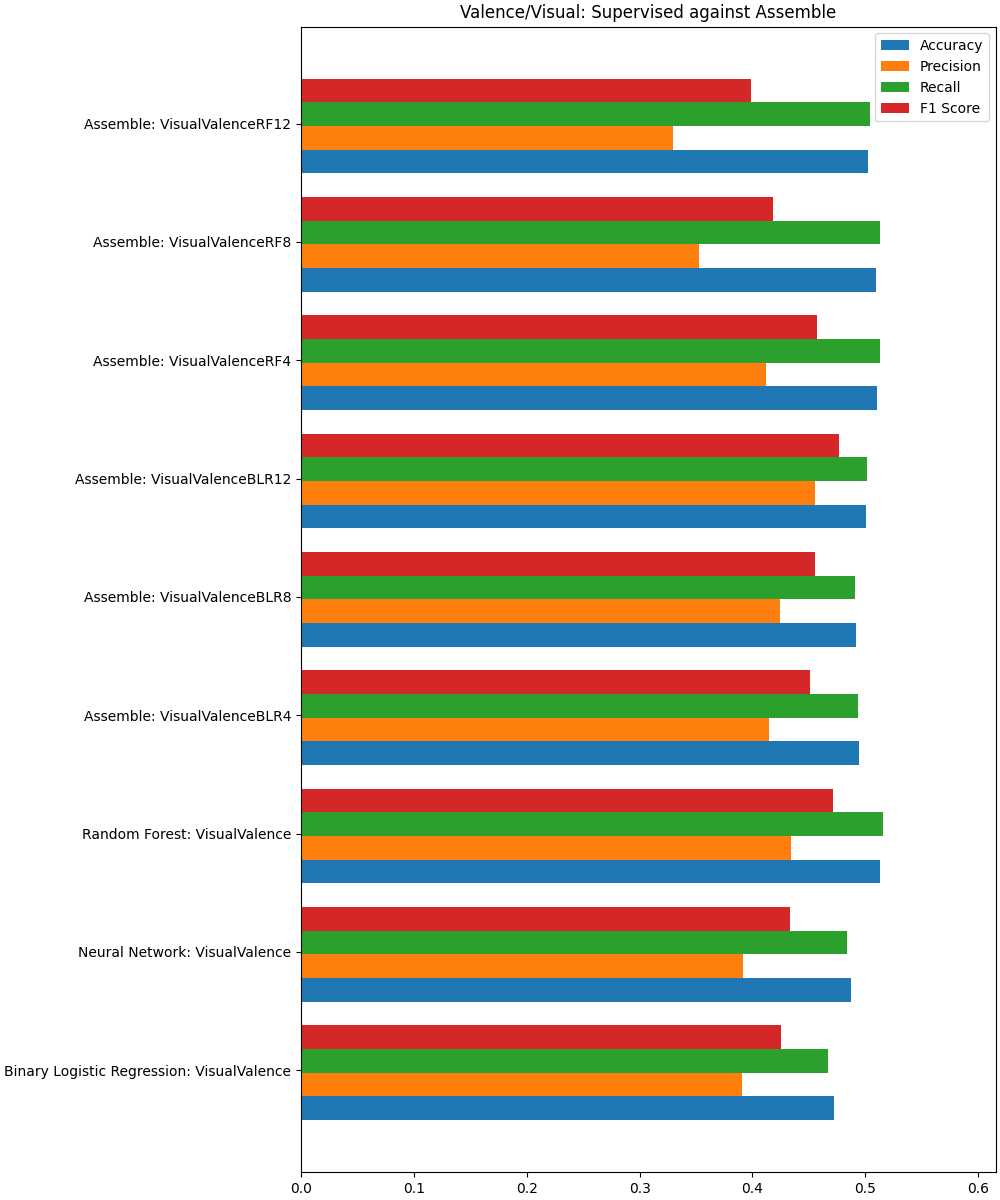 Valence/Visual: Supervised against Assemble
Accuracy
Precision
Recall
F1 Score
Assemble: VisualValenceRF12
Assemble: VisualValenceRF8
Assemble: VisualValenceRF4
Assemble: VisualValenceBLR12
Assemble: VisualValenceBLR8
Assemble: VisualValenceBLR4
Random Forest: VisualValence
Neural Network: VisualValence
Binary Logistic Regression: VisualValence
0.0 0.1 0.2 0.3 0.4 0.5 0.6